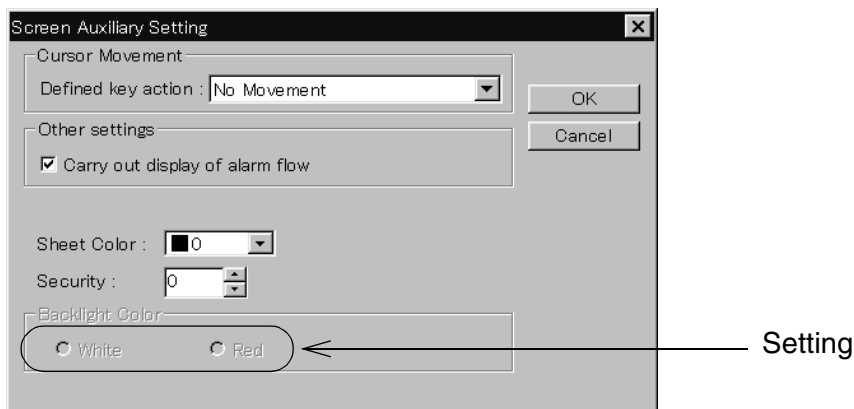 Screen Auxiliary Setting
Cursor Movement
Defined key action : No Movement
OK
Other settings
Cancel
Carry out display of alarm flow
Sheet Color : 0
Security : 0
Backlight Color
White Red
Setting